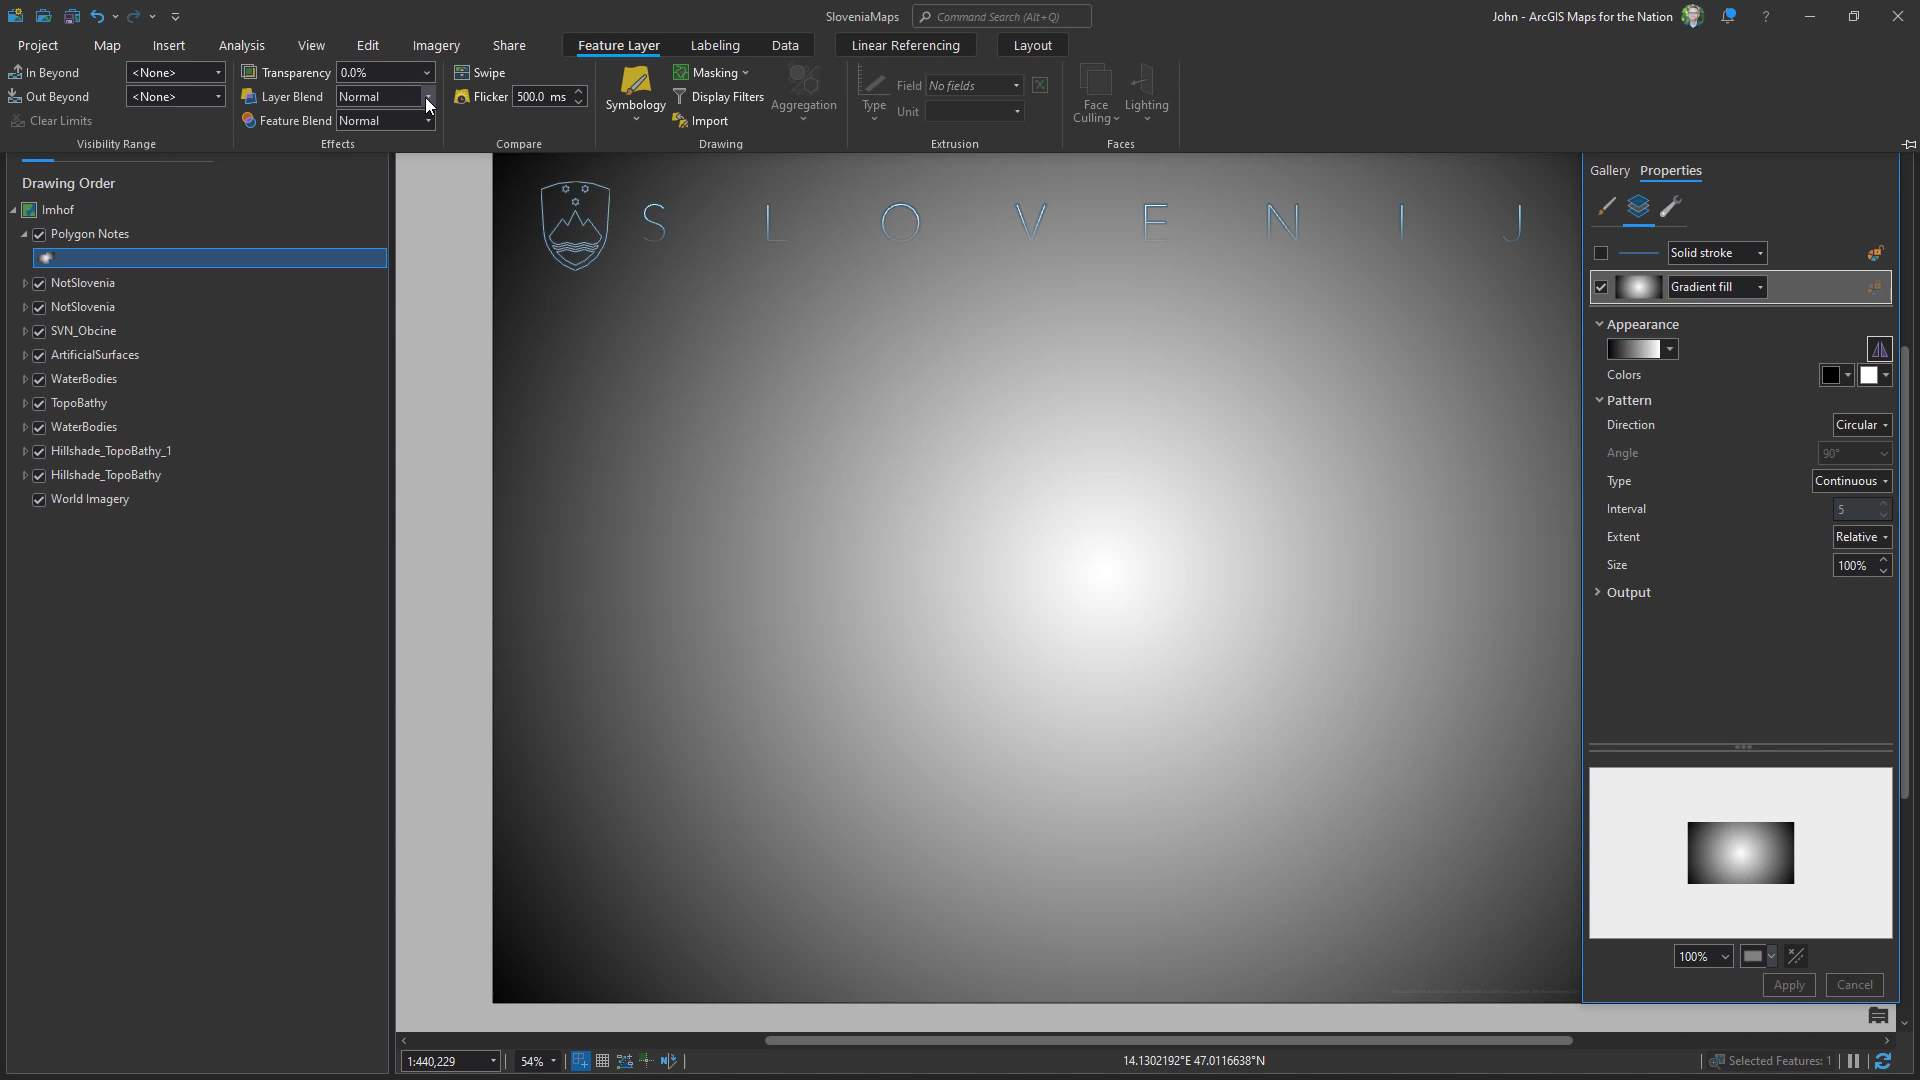 SloveniaMaps
Command Search (Alt+Q)
John - ArcGIS Maps for the Nation
?
Project Map Insert Analysis View Edit Imagery Share Feature Layer Labeling Data Linear Referencing Layout
In Beyond <None>
Out Beyond <None>
Clear Limits
Visibility Range
Transparency 0.0%
Layer Blend Normal
Feature Blend Normal
Effects
Swipe
Flicker 500.0 ms
Compare
Symbology
Masking
Display Filters
Import
Aggregation
Drawing
Type
Field No fields
Unit
Extrusion
Face Culling
Lighting
Faces
Drawing Order
Imhof
Polygon Notes
NotSlovenia
NotSlovenia
SVN_Obcine
ArtificialSurfaces
WaterBodies
TopoBathy
WaterBodies
Hillshade_TopoBathy_1
Hillshade_TopoBathy
World Imagery
S L O V E N I J
Gallery Properties
Solid stroke
Gradient fill
Appearance
Colors
Pattern
Direction Circular
Angle 90°
Type Continuous
Interval 5
Extent Relative
Size 100%
Output
100%
Apply Cancel
1:440,229
54%
14.1302192°E 47.0116638°N
Selected Features: 1